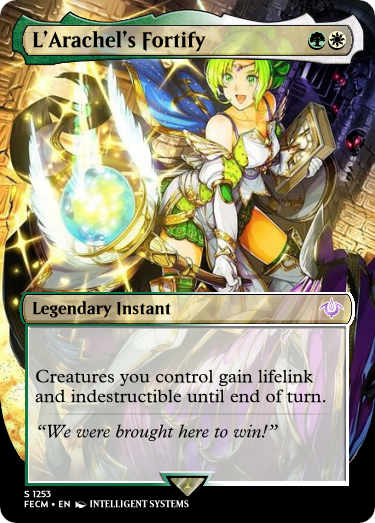 L'Arachel's Fortify
Legendary Instant
Creatures you control gain lifelink
and indestructible until end of turn.
“We were brought here to win!”
S 1253
FECM • EN INTELLIGENT SYSTEMS